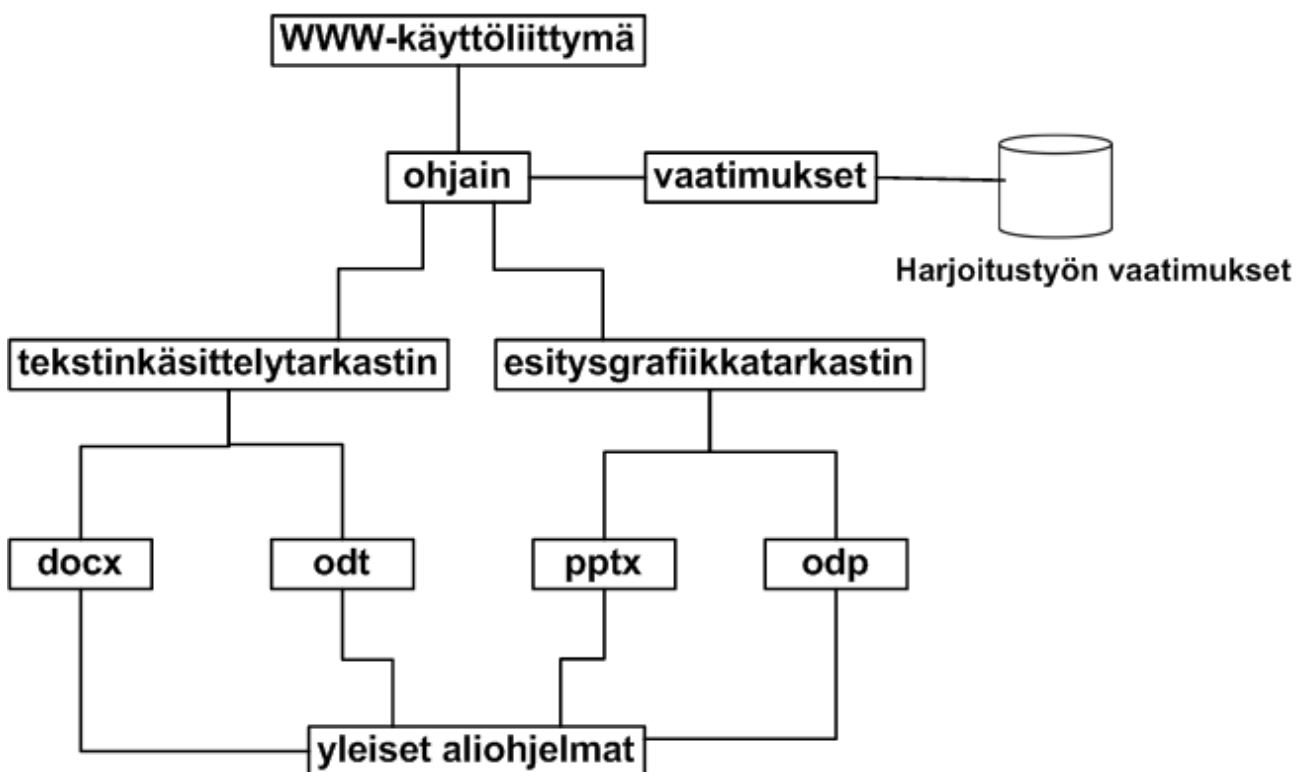 WWW-käyttöliittymä
ohjain
vaatimukset
Harjoitustyön vaatimukset
tekstinkäsittelytarkastin
esitysgrafiikkatarkastin
docx
odt
pptx
odp
yleiset aliohjelmat